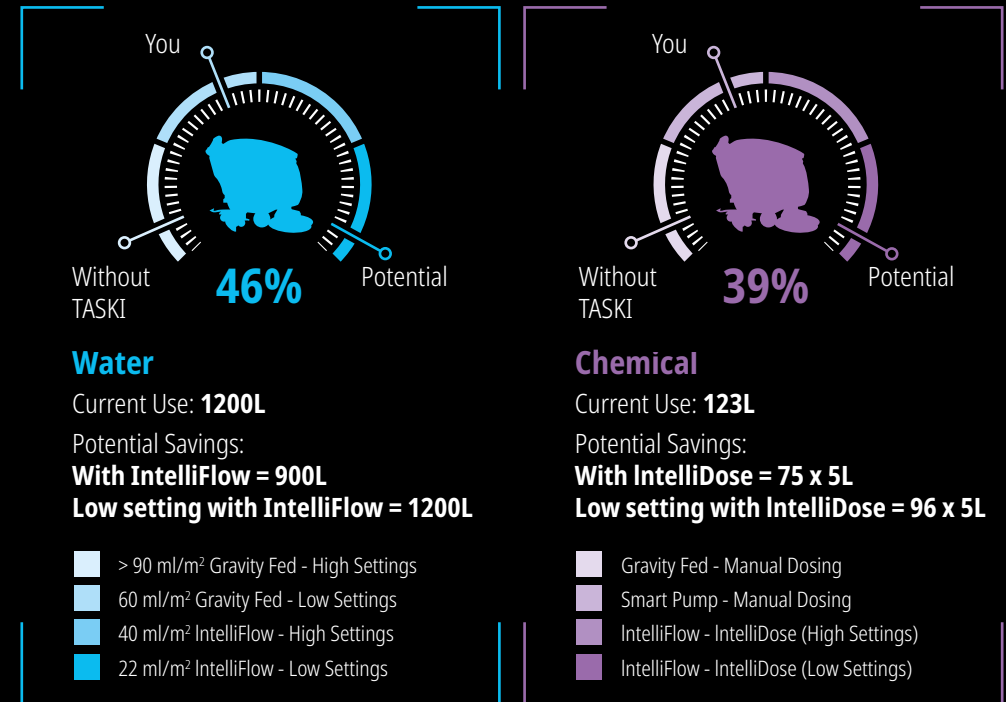 You
Without
TASKI
46%
Potential
Water
Current Use: 1200L
Potential Savings:
With IntelliFlow = 900L
Low setting with IntelliFlow = 1200L
> 90 ml/m² Gravity Fed - High Settings
60 ml/m² Gravity Fed - Low Settings
40 ml/m² IntelliFlow - High Settings
22 ml/m² IntelliFlow - Low Settings
You
Without
TASKI
39%
Potential
Chemical
Current Use: 123L
Potential Savings:
With IntelliDose = 75 x 5L
Low setting with IntelliDose = 96 x 5L
Gravity Fed - Manual Dosing
Smart Pump - Manual Dosing
IntelliFlow - IntelliDose (High Settings)
IntelliFlow - IntelliDose (Low Settings)